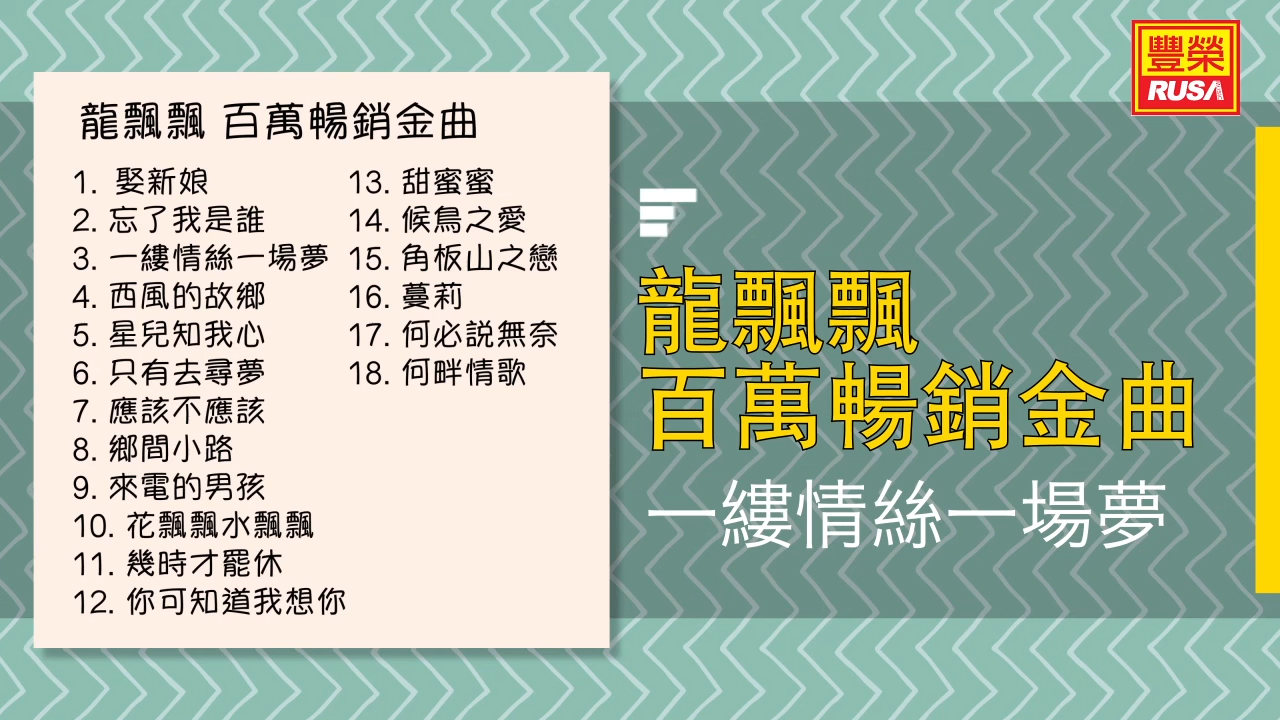 龍飄飄 百萬暢銷金曲
1. 娶新娘
2. 忘了我是誰
3. 一縷情絲一場夢
4. 西風的故鄉
5. 星兒知我心
6. 只有去尋夢
7. 應該不應該
8. 鄉間小路
9. 來電的男孩
10. 花飄飄水飄飄
11. 幾時才罷休
12. 你可知道我想你
13. 甜蜜蜜
14. 候鳥之愛
15. 角板山之戀
16. 蔓莉
17. 何必説無奈
18. 何畔情歌
豐榮
RUSA
龍飄飄
百萬暢銷金曲
一縷情絲一場夢